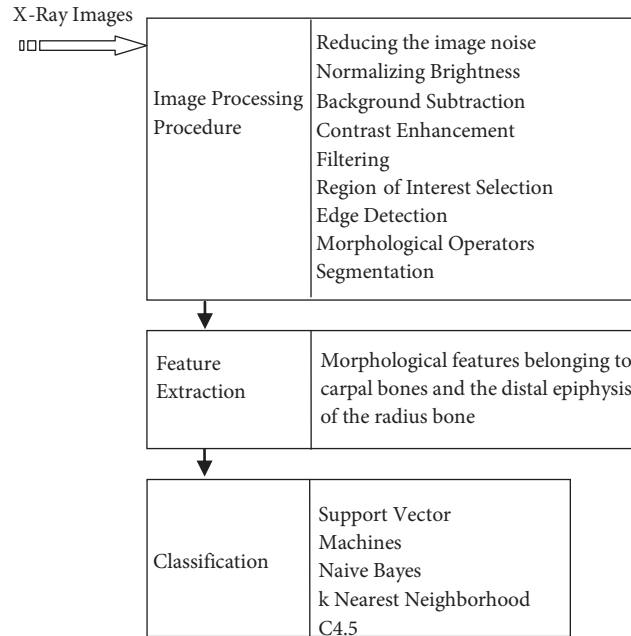 X-Ray Images
Image Processing
Procedure
Reducing the image noise
Normalizing Brightness
Background Subtraction
Contrast Enhancement
Filtering
Region of Interest Selection
Edge Detection
Morphological Operators
Segmentation
Feature
Extraction
Morphological features belonging to
carpal bones and the distal epiphysis
of the radius bone
Classification
Support Vector
Machines
Naive Bayes
k Nearest Neighborhood
C4.5